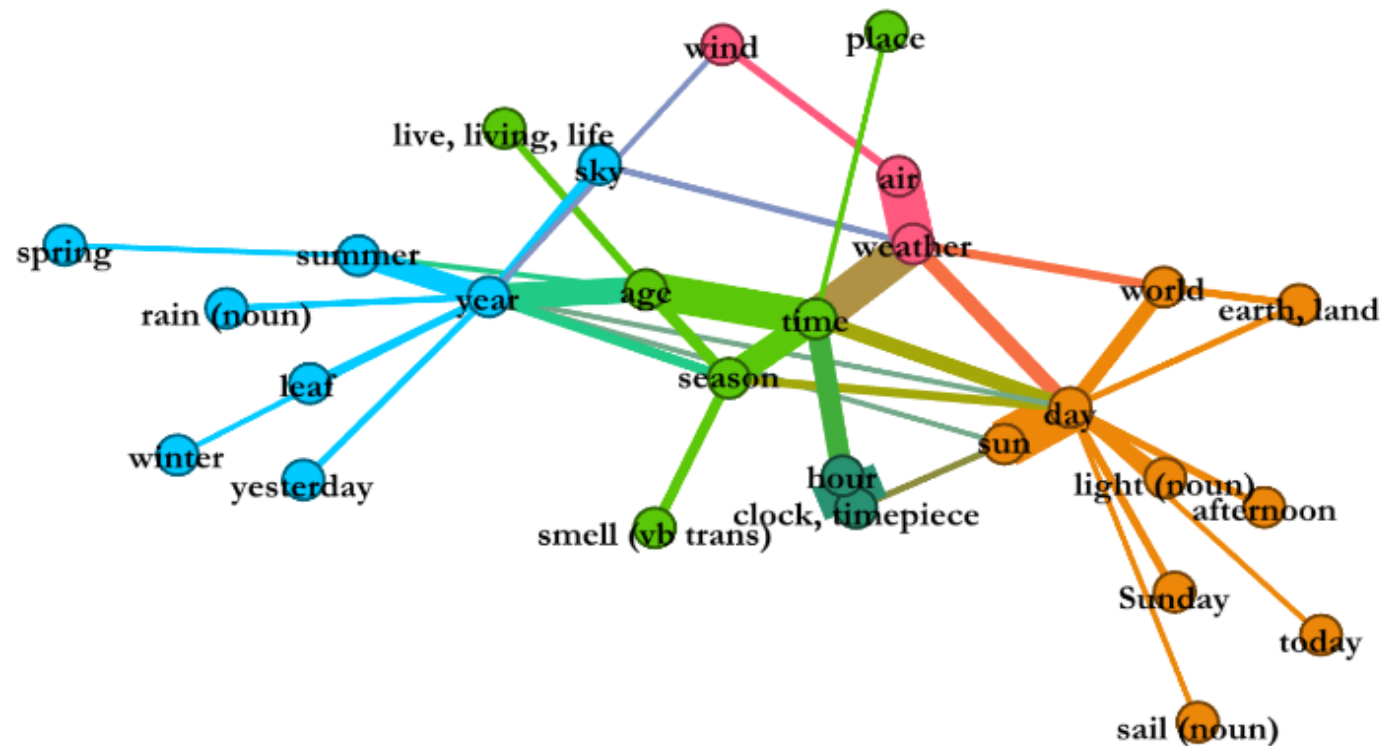 wind
place
live, living, life
sky
air
spring
summer
weather
year
age
world
rain (noun)
time
earth, land
leaf
season
day
winter
sun
yesterday
hour
light (noun)
clock, timepiece
afternoon
smell (vb trans)
Sunday
today
sail (noun)